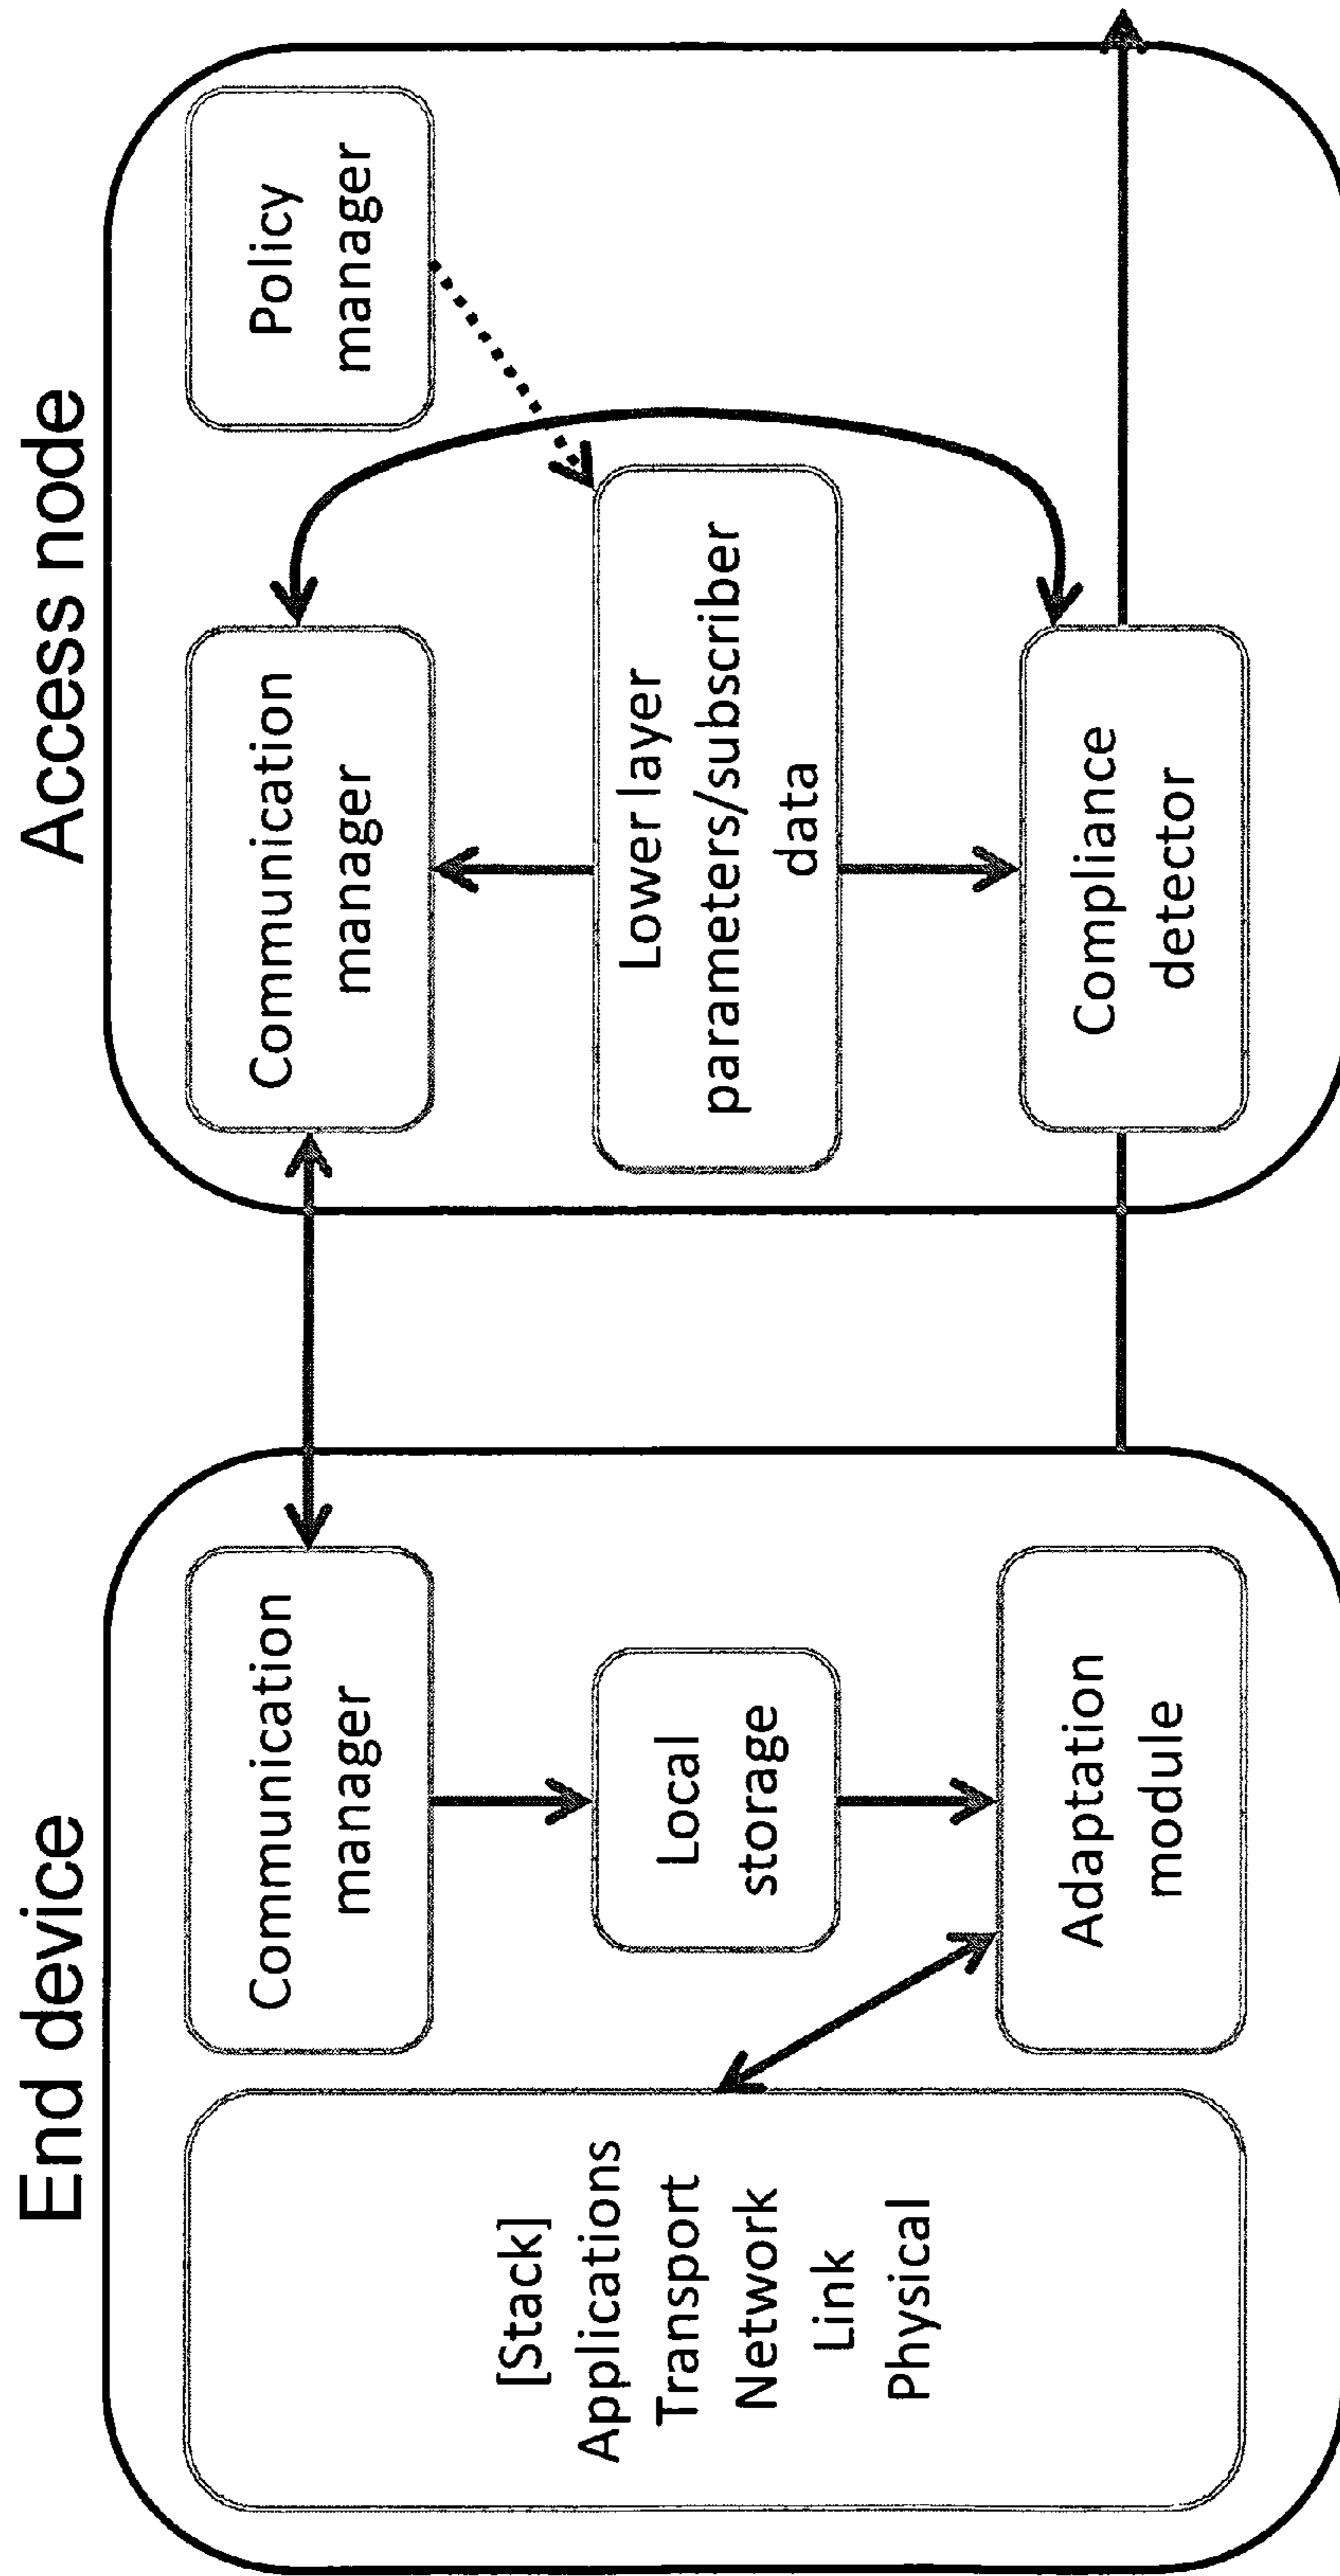 End device
Access node
[Stack]
Applications
Transport
Network
Link
Physical
Communication
manager
Local
storage
Adaptation
module
Communication
manager
Lower layer
parameters/subscriber
data
Compliance
detector
Policy
manager